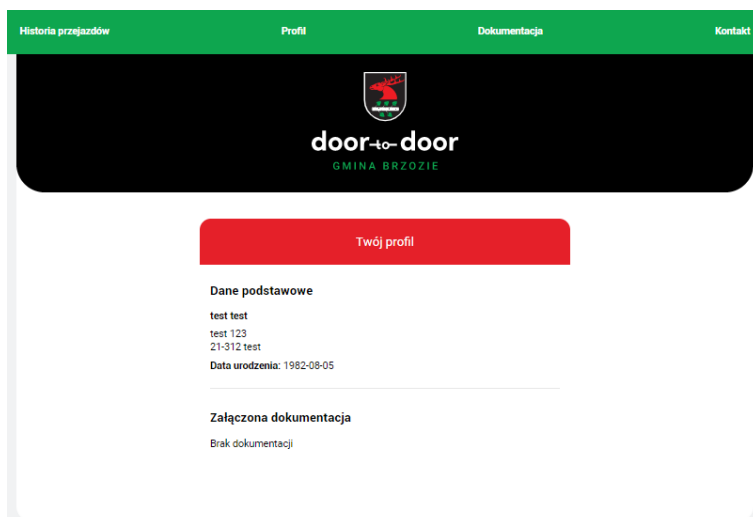 Historia przejazdów
Profil
Dokumentacja
Kontakt
door-to-door
GMINA BRZOZIE
Twój profil
Dane podstawowe
test test
test 123
21-312 test
Data urodzenia: 1982-08-05
Załączona dokumentacja
Brak dokumentacji